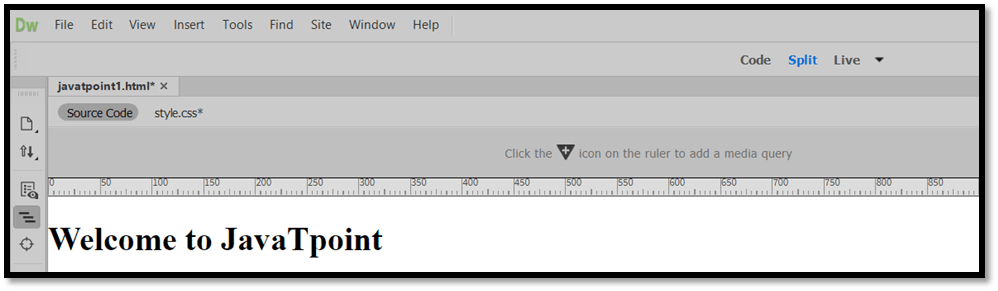 Dw File Edit View Insert Tools Find Site Window Help
Code Split Live
javatpoint1.html* ×
Source Code style.css*
Click the icon on the ruler to add a media query
0 50 100 150 200 250 300 350 400 450 500 550 600 650 700 750 800 850
Welcome to JavaTpoint